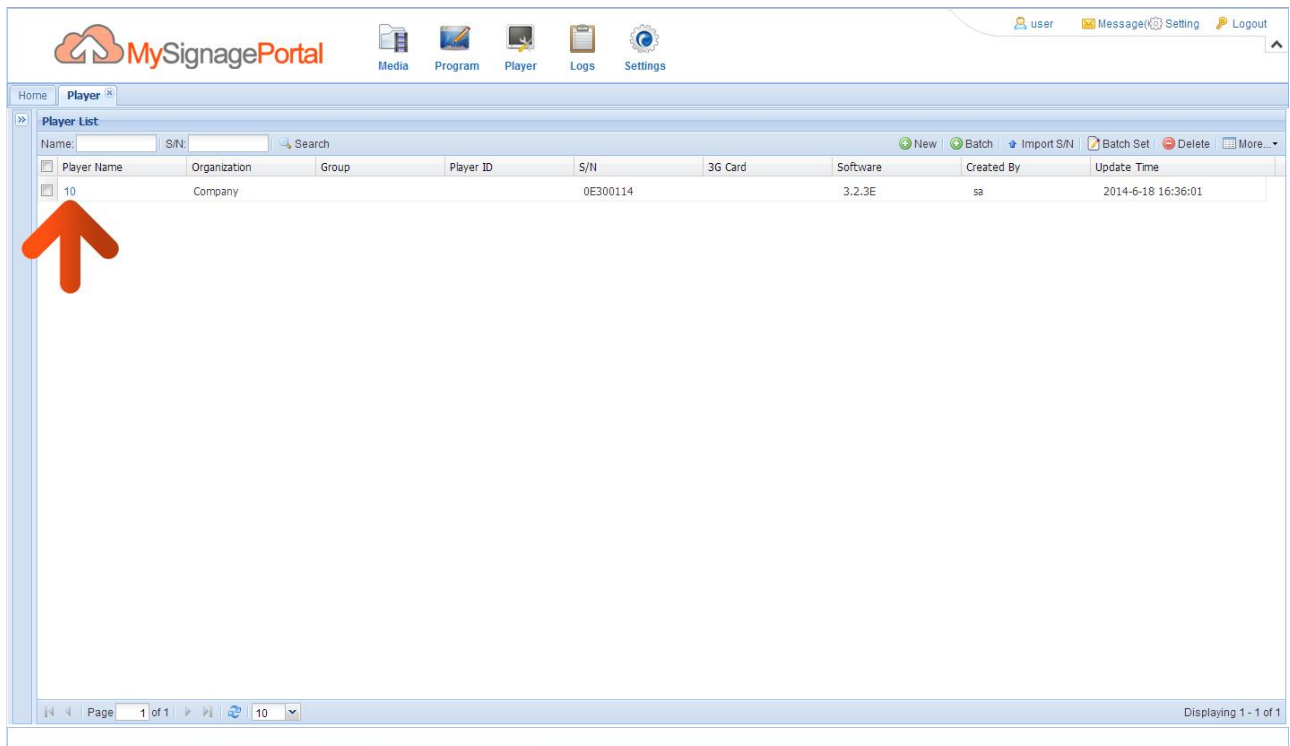 user Message( Setting Logout
MySignagePortal
Media Program Player Logs Settings
Home Player
Player List
Name: S/N: Search New Batch Import S/N Batch Set Delete More...
Player Name Organization Group Player ID S/N 3G Card Software Created By Update Time
10 Company 0E300114 3.2.3E sa 2014-6-18 16:36:01
Page 1 of 1 10 Displaying 1 - 1 of 1